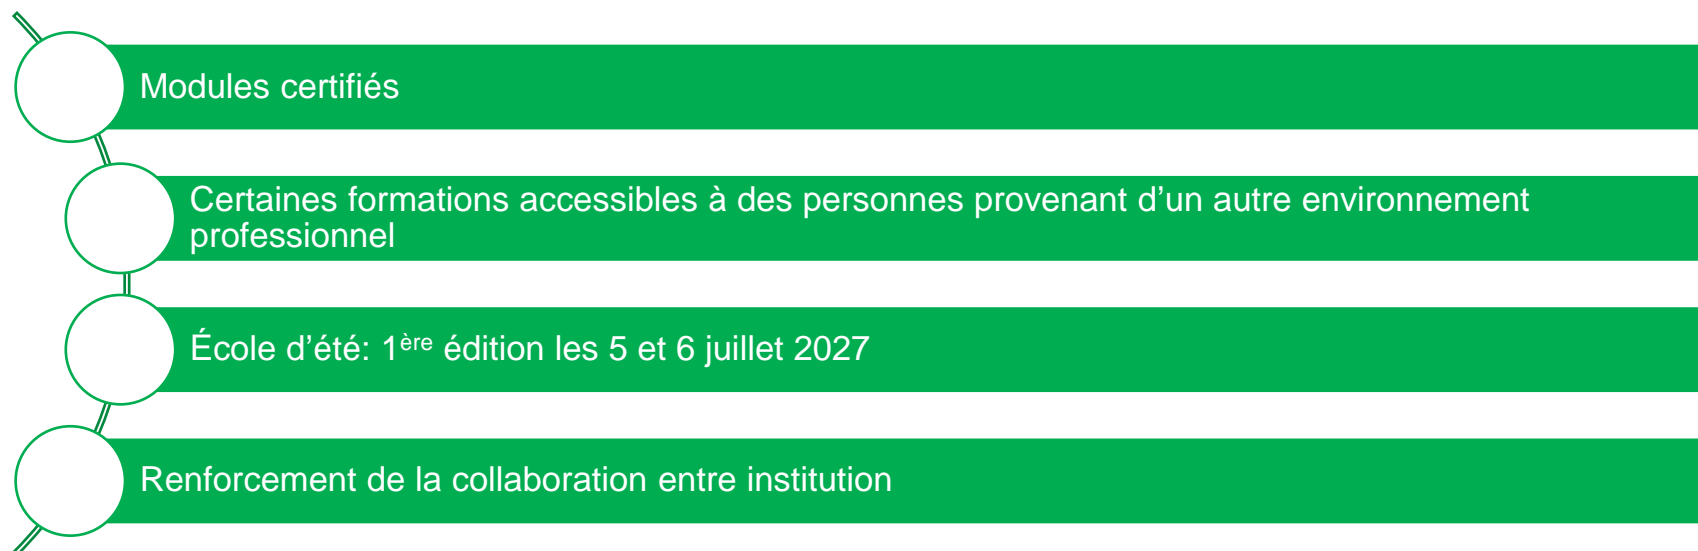 Modules certifiés
Certaines formations accessibles à des personnes provenant d’un autre environnement
professionnel
École d’été: 1ère édition les 5 et 6 juillet 2027
Renforcement de la collaboration entre institution